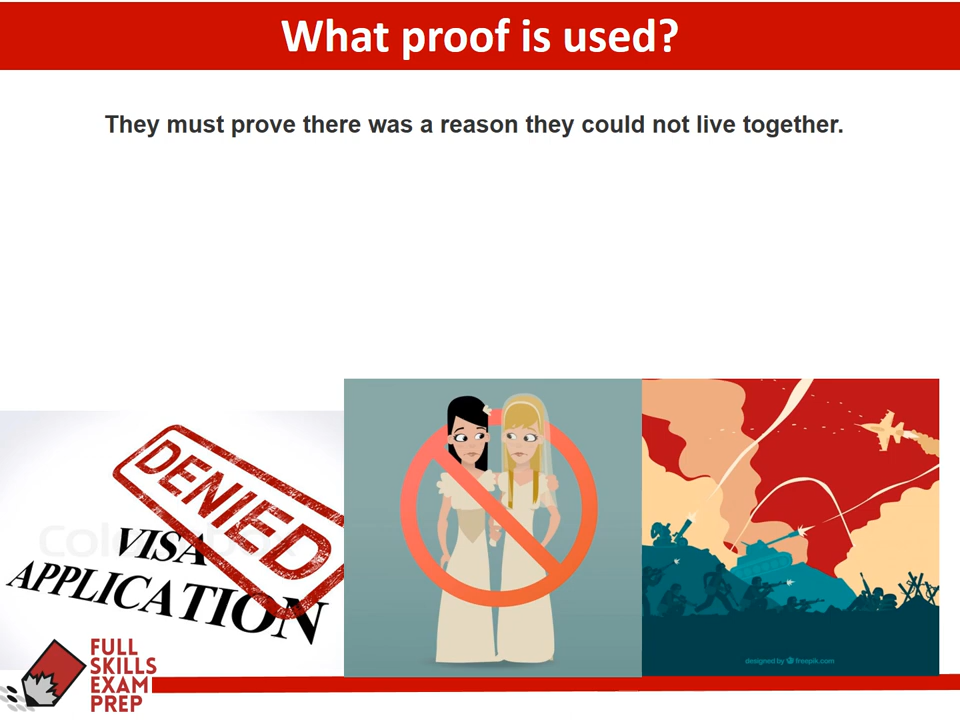 What proof is used?
They must prove there was a reason they could not live together.
DENIED
VISA
APPLICATION
designed by freepik.com
FULL
SKILLS
EXAM
PREP